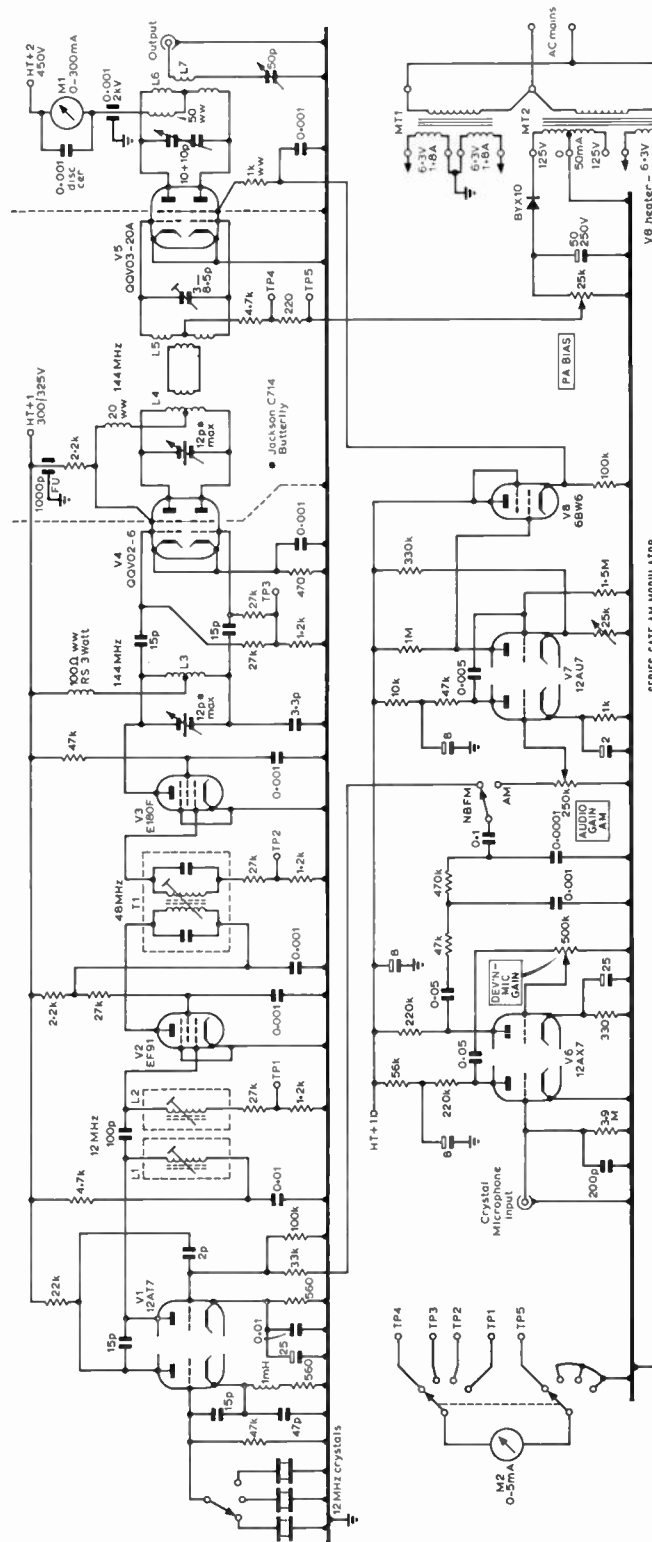 HT+2
450V
M1
0-300mA
0·001
disc
cer
0·001
2kV
L6
50
ww
10+10p
L7
Output
50p
0·001
1k
ww
V5
QQV03-20A
3—
8·5p
L5
4·7k
TP4
220
TP5
144MHz
HT+1
300/325V
1000p
FU
2·2k
20
ww
L4
12p*
max
* Jackson C714
Butterfly
V4
QQV02-6
0·001
470
15p
15p
27k
TP3
27k
1·2k
100Ω ww
RS 3Watt
144MHz
L3
12p*
max
3·3p
47k
V3
E180F
0·001
48MHz
T1
27k
TP2
1·2k
0·001
2·2k
27k
V2
EF91
0·001
12MHz
100p
L2
L1
27k
TP1
1·2k
4·7k
0·01
22k
V1
12AT7
15p
2p
100k
33k
560
0·01
25
1mH
560
15p
47p
47k
12MHz crystals
MT1
MT2
AC mains
6·3V
1·8A
6·3V
1·8A
125V
50mA
125V
6·3V
V8 heater
BYX10
50
250V
25k
PA BIAS
V8
6BW6
100k
330k
1M
10k
47k
8
0·005
V7
12AU7
1·5M
25k
1k
2
SERIES GATE AM MODULATOR
NBFM
AM
0·1
250k
AUDIO
GAIN
AM
470k
0·0001
0·001
47k
8
0·05
220k
DEV'N-
MIC
GAIN
500k
HT+1
56k
220k
8
0·05
V6
12AX7
25
330
3·9
M
200p
Crystal
Microphone
Input
TP4
TP3
TP2
TP1
TP5
M2
0-5mA